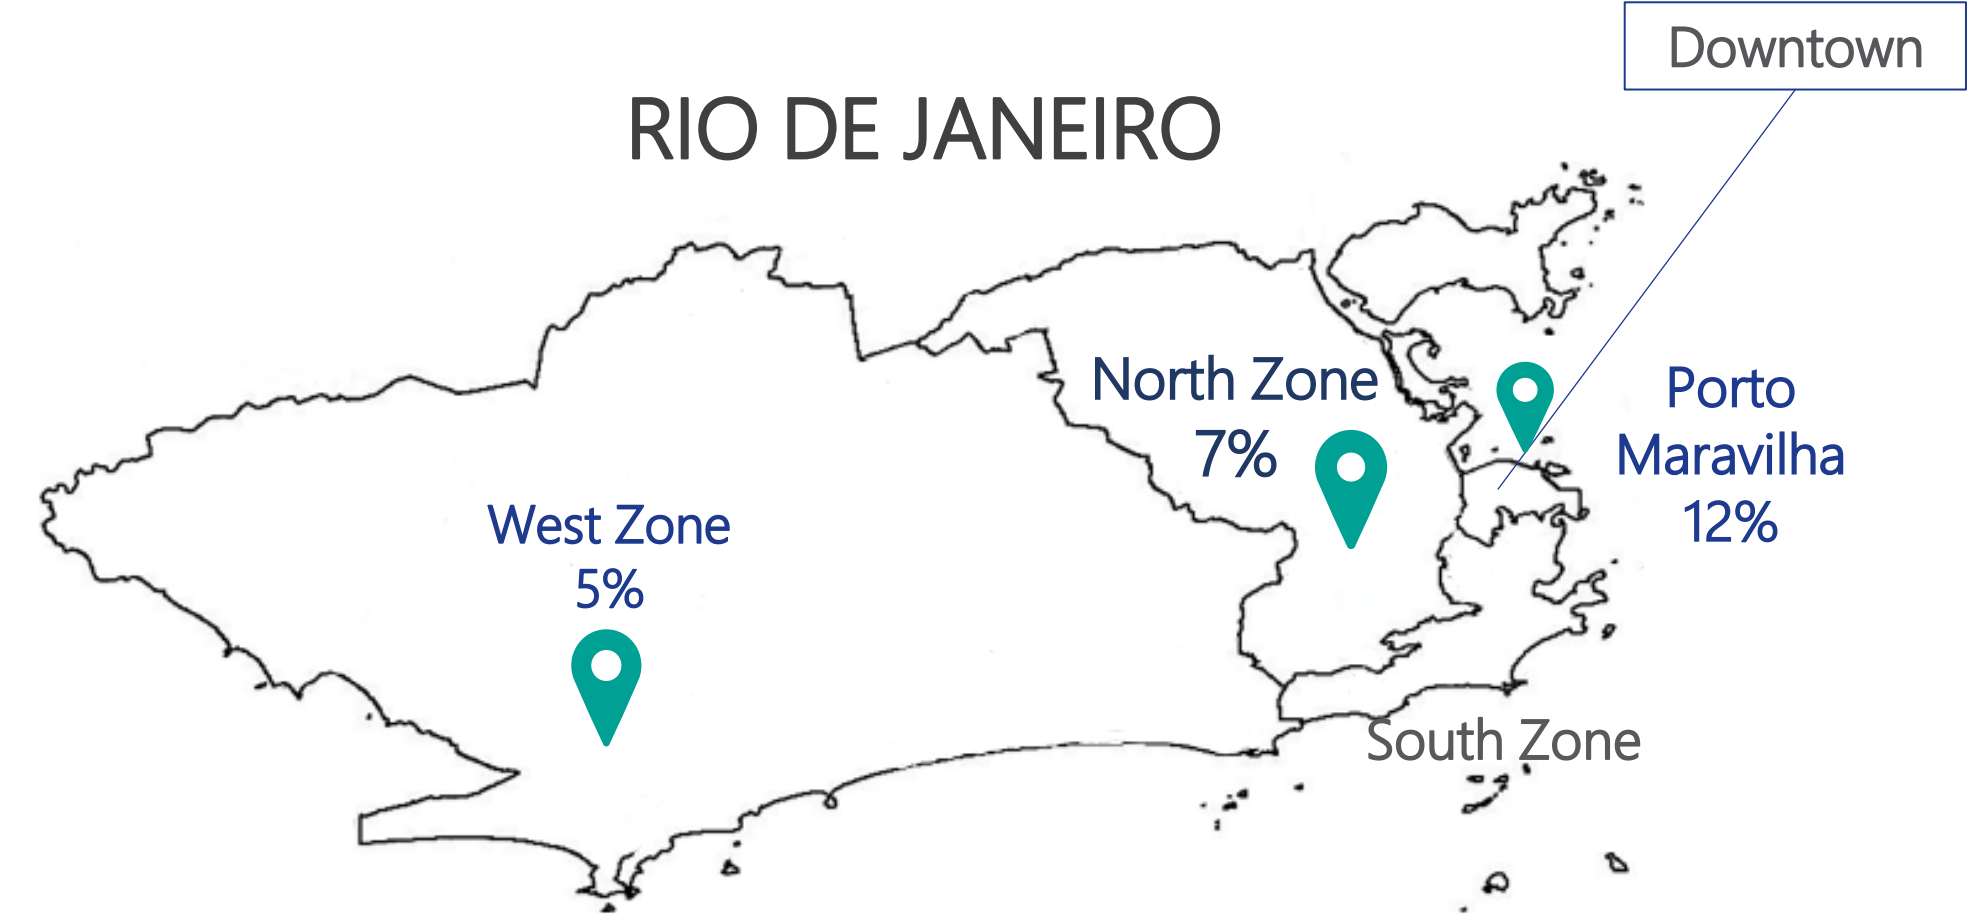 Downtown
RIO DE JANEIRO
North Zone
7%
Porto
Maravilha
12%
West Zone
5%
South Zone